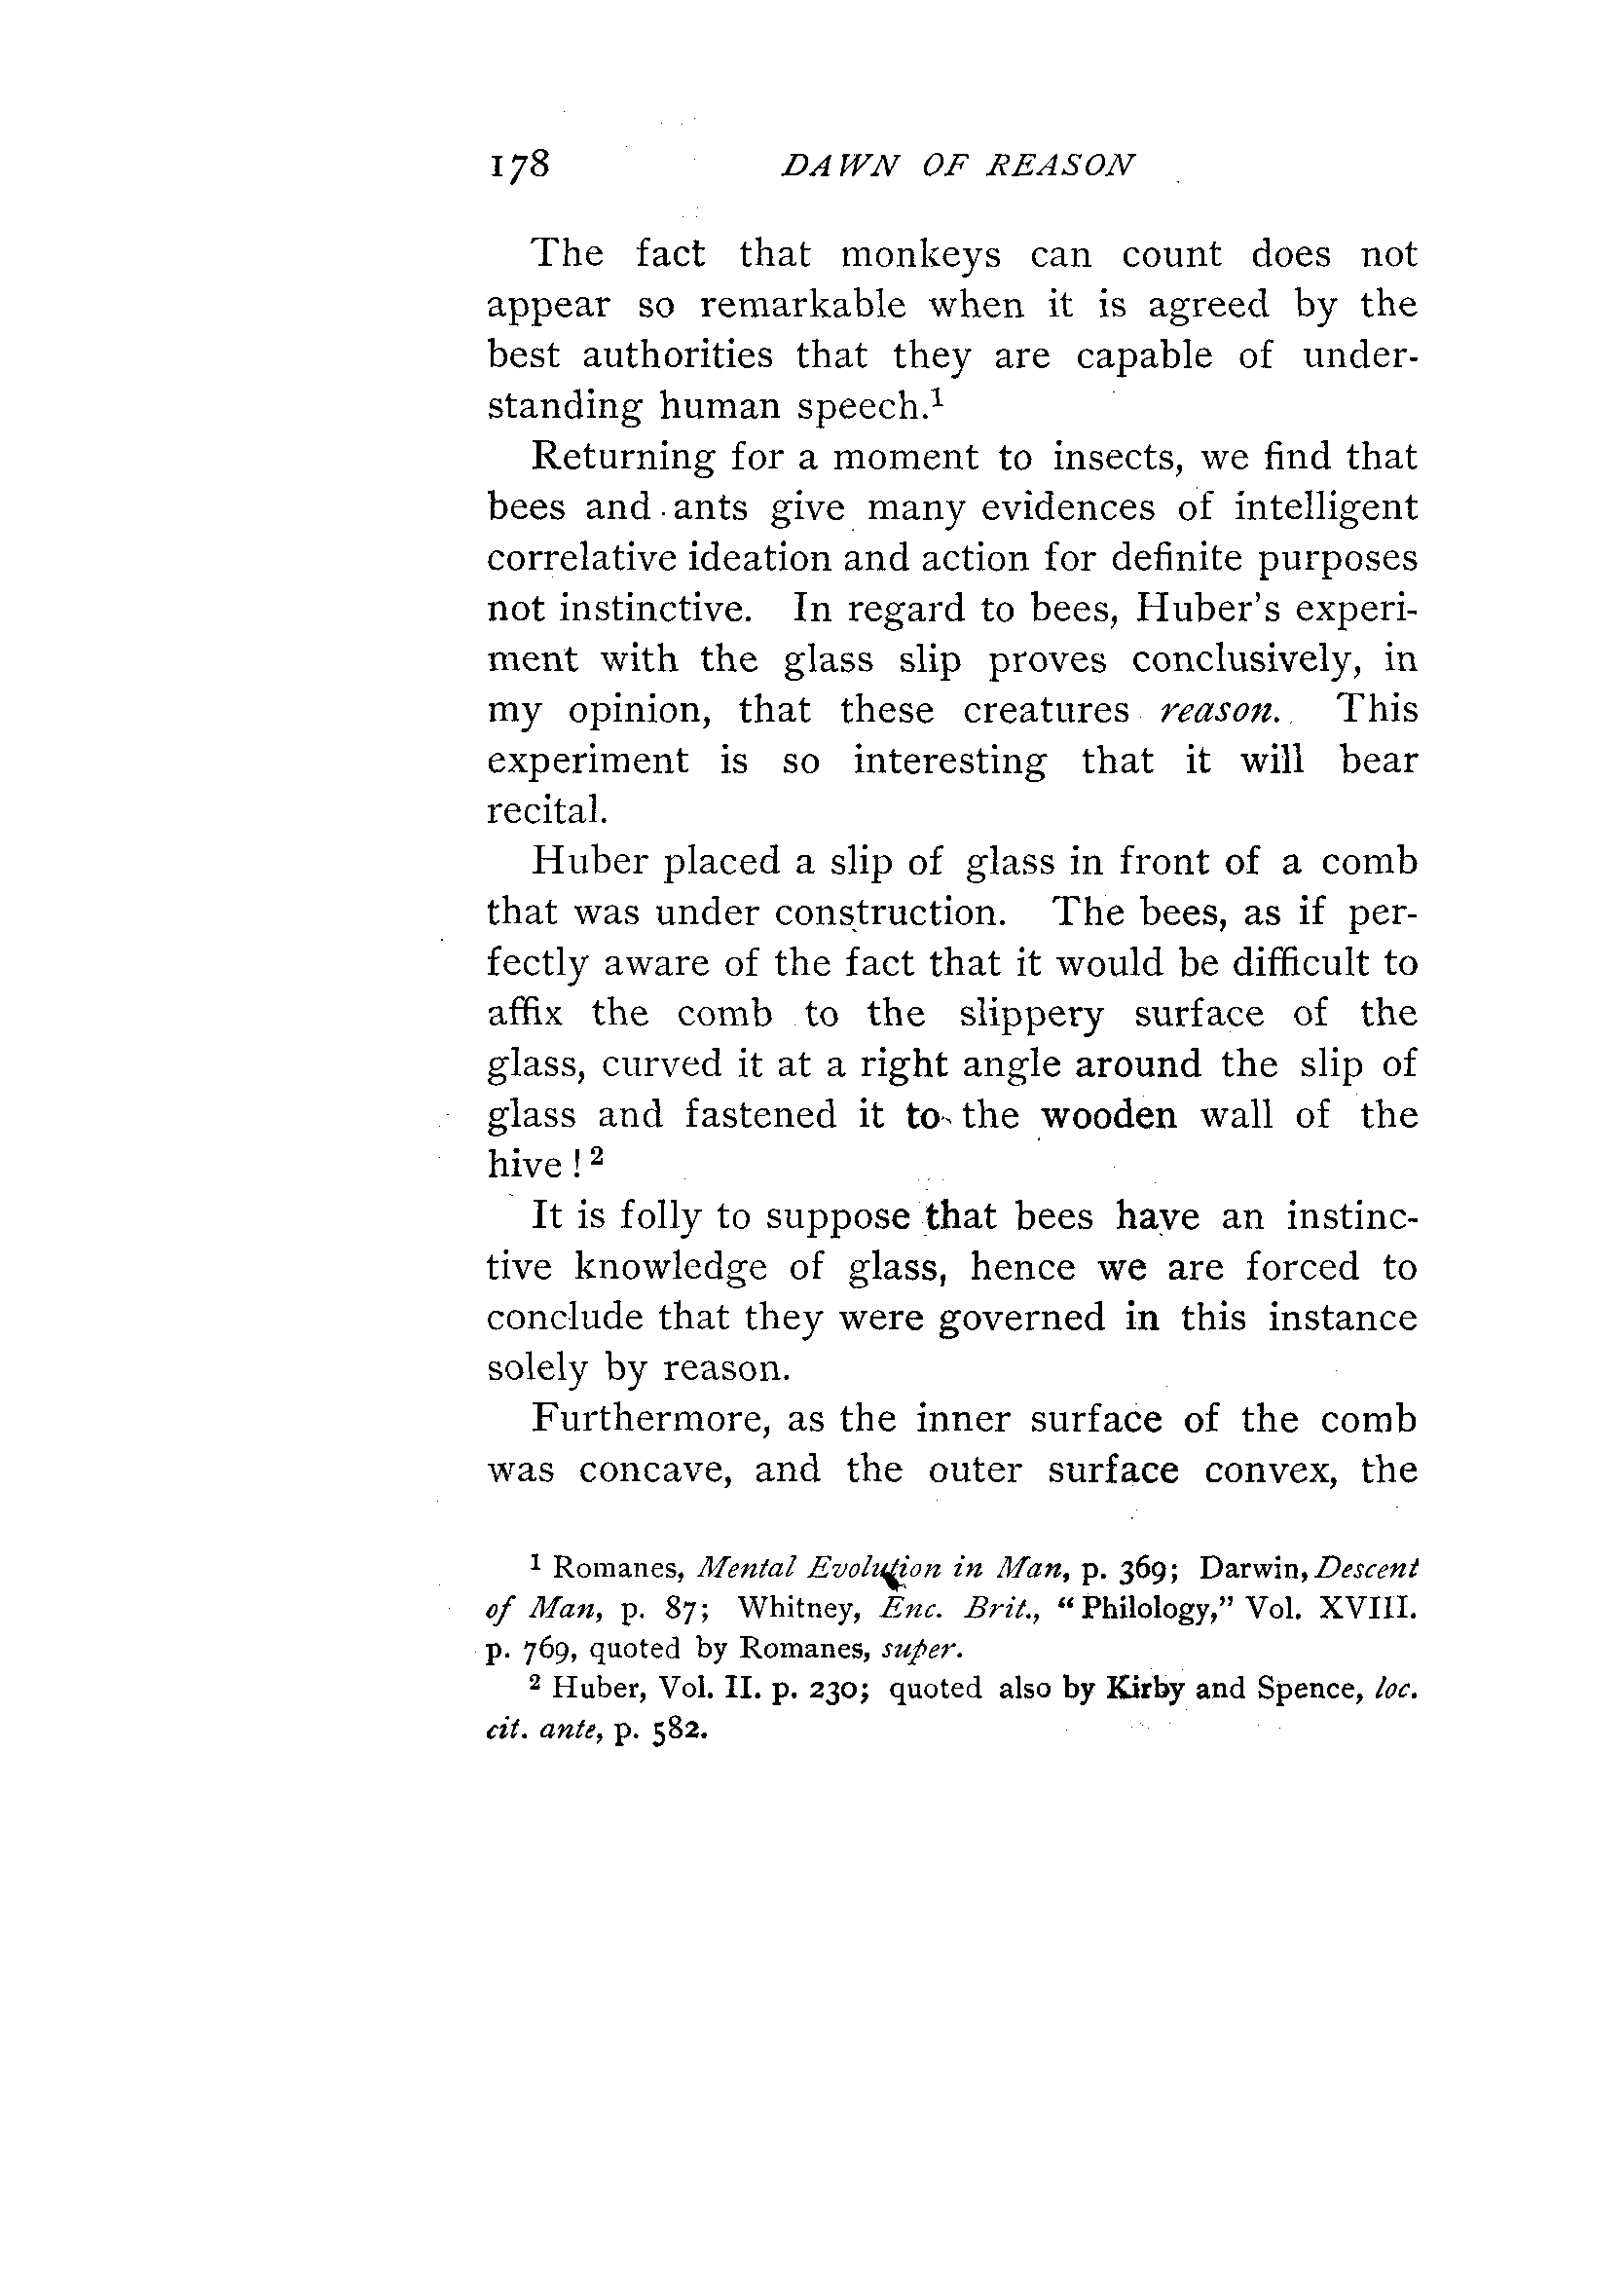 178 DAWN OF REASON
The fact that monkeys can count does not
appear so remarkable when it is agreed by the
best authorities that they are capable of under-
standing human speech.¹
Returning for a moment to insects, we find that
bees and ants give many evidences of intelligent
correlative ideation and action for definite purposes
not instinctive. In regard to bees, Huber's experi-
ment with the glass slip proves conclusively, in
my opinion, that these creatures reason. This
experiment is so interesting that it will bear
recital.
Huber placed a slip of glass in front of a comb
that was under construction. The bees, as if per-
fectly aware of the fact that it would be difficult to
affix the comb to the slippery surface of the
glass, curved it at a right angle around the slip of
glass and fastened it to the wooden wall of the
hive!²
It is folly to suppose that bees have an instinc-
tive knowledge of glass, hence we are forced to
conclude that they were governed in this instance
solely by reason.
Furthermore, as the inner surface of the comb
was concave, and the outer surface convex, the
¹ Romanes, Mental Evolution in Man, p. 369; Darwin, Descent
of Man, p. 87; Whitney, Enc. Brit., "Philology," Vol. XVIII.
p. 769, quoted by Romanes, super.
² Huber, Vol. II. p. 230; quoted also by Kirby and Spence, loc.
cit. ante, p. 582.